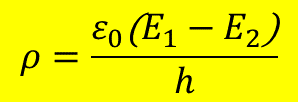 ρ = ε₀(E₁ − E₂) / h